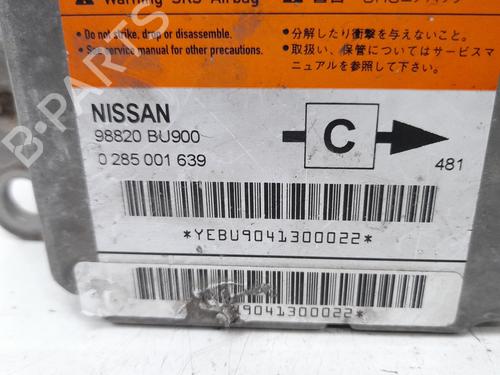 Warning SRS Airbag
• Do not strike, drop or disassemble.
• See service manual for other precautions.
• 分解したり衝撃を与えないこと。
• 取扱い、保管についてはサービスマ
ニュアルを参照して下さい。
NISSAN
98820 BU900
0 285 001 639
C
481
*YEBU9041300022*
9041300022*